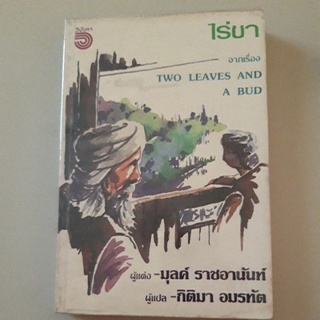 ไร่ชา
จากเรื่อง
TWO LEAVES AND
A BUD
ผู้แต่ง -มุลค์ ราชอานันท์
ผู้แปล -กิติมา อมรทัต